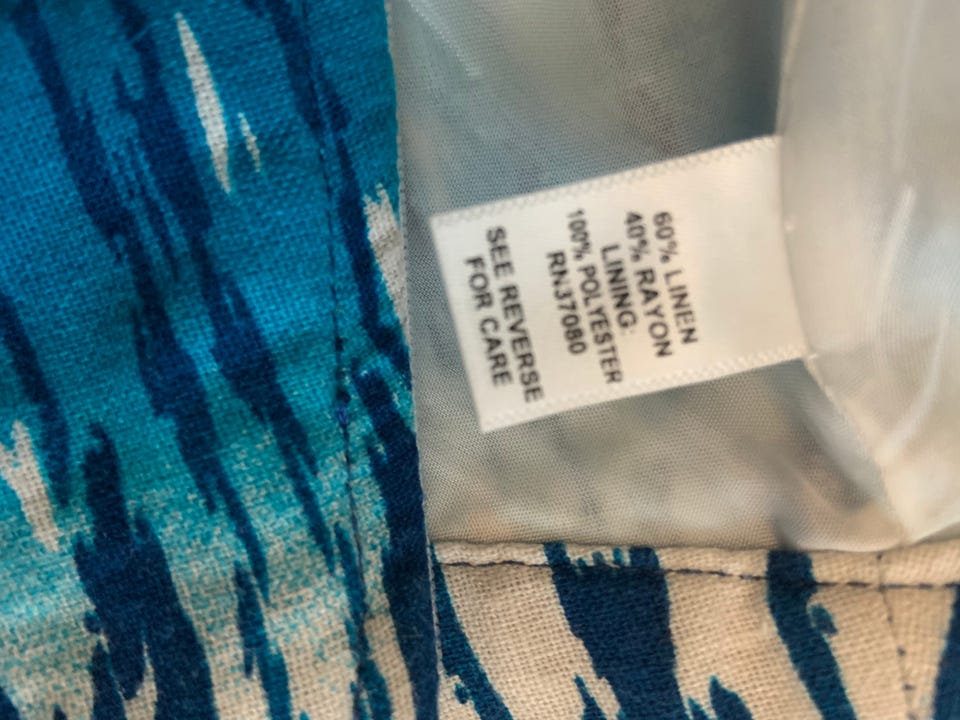 60% LINEN
40% RAYON
LINING:
100% POLYESTER
RN37080
SEE REVERSE
FOR CARE